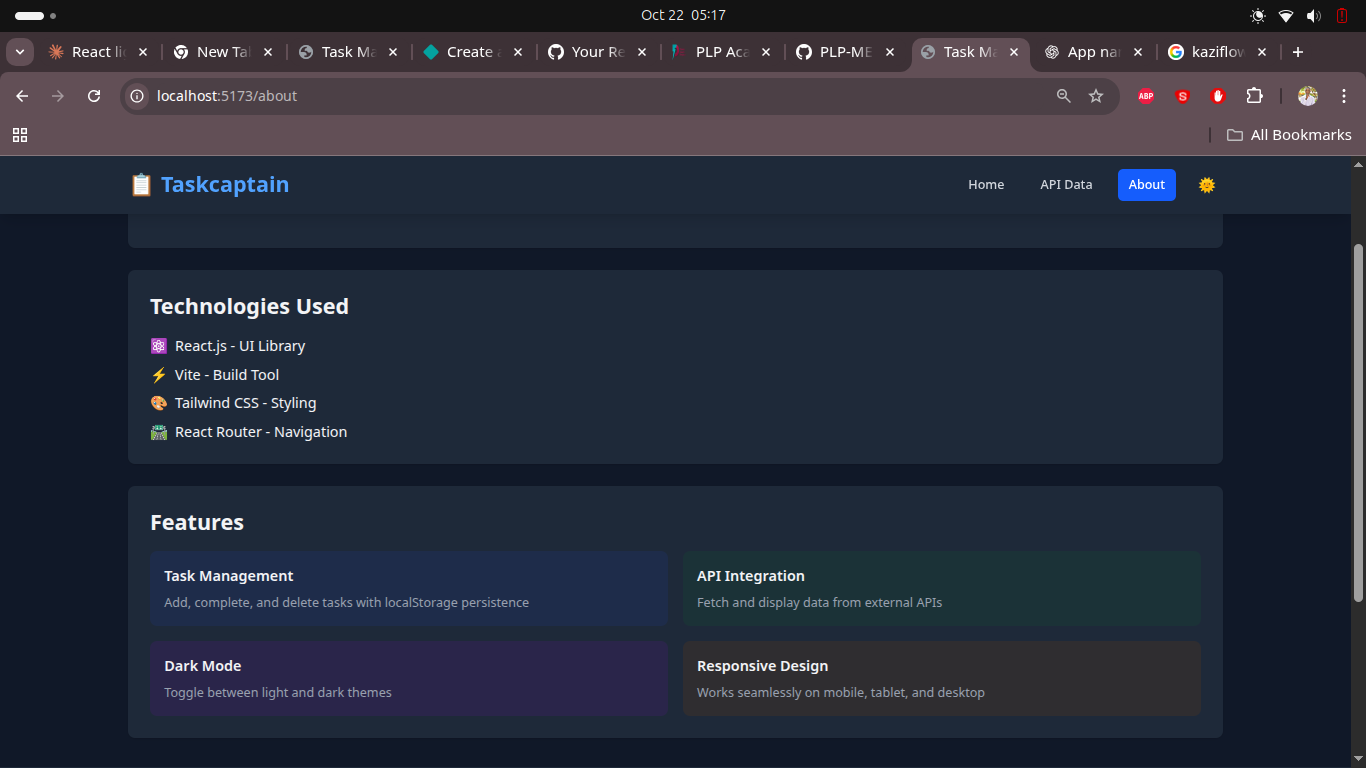 Oct 22 05:17
React li
New Ta
Task Ma
Create a
Your Re
PLP Aca
PLP-ME
Task Ma
App na
kaziflow
localhost:5173/about
ABP
S
All Bookmarks
Taskcaptain
Home
API Data
About
Technologies Used
React.js - UI Library
Vite - Build Tool
Tailwind CSS - Styling
React Router - Navigation
Features
Task Management
Add, complete, and delete tasks with localStorage persistence
API Integration
Fetch and display data from external APIs
Dark Mode
Toggle between light and dark themes
Responsive Design
Works seamlessly on mobile, tablet, and desktop